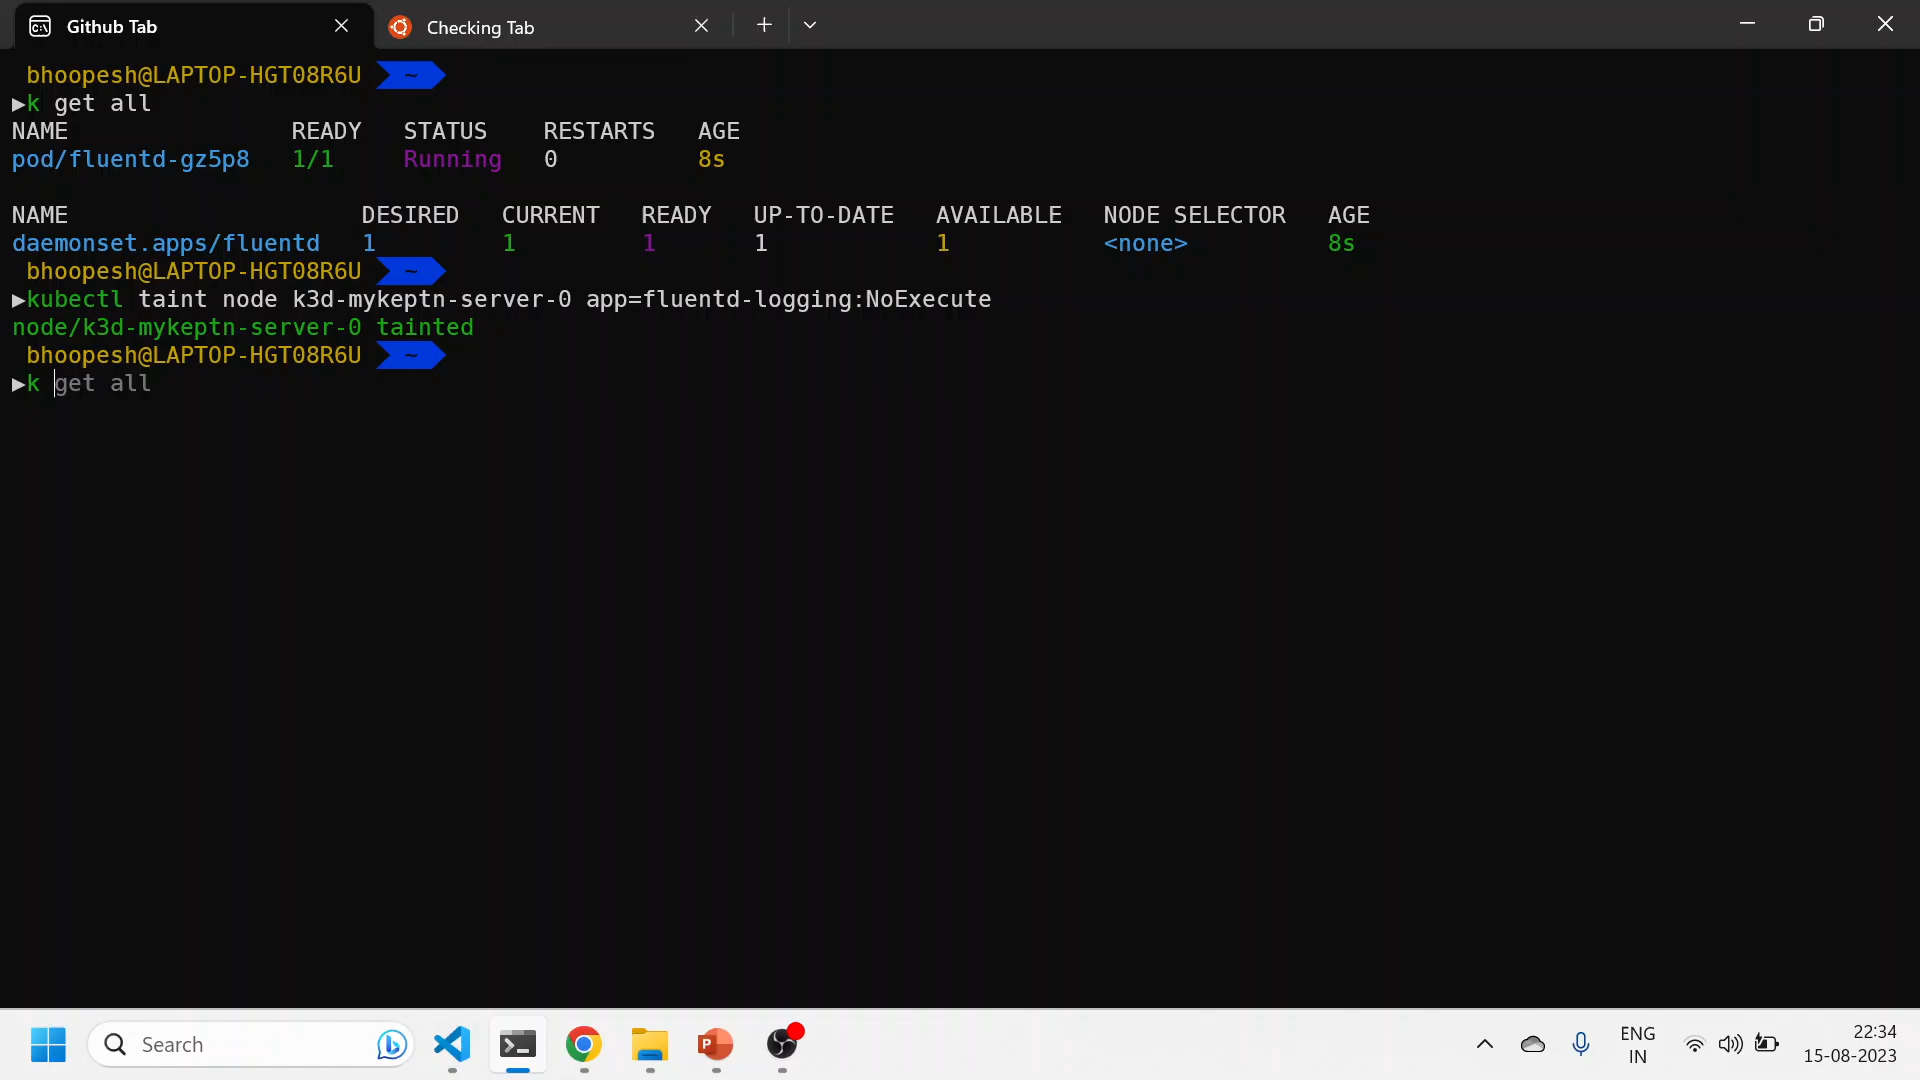 Github Tab
Checking Tab
bhoopesh@LAPTOP-HGT08R6U ~
▶k get all
NAME READY STATUS RESTARTS AGE
pod/fluentd-gz5p8 1/1 Running 0 8s
NAME DESIRED CURRENT READY UP-TO-DATE AVAILABLE NODE SELECTOR AGE
daemonset.apps/fluentd 1 1 1 1 1 <none> 8s
bhoopesh@LAPTOP-HGT08R6U ~
▶kubectl taint node k3d-mykeptn-server-0 app=fluentd-logging:NoExecute
node/k3d-mykeptn-server-0 tainted
bhoopesh@LAPTOP-HGT08R6U ~
▶k get all
Search
ENG
IN
22:34
15-08-2023